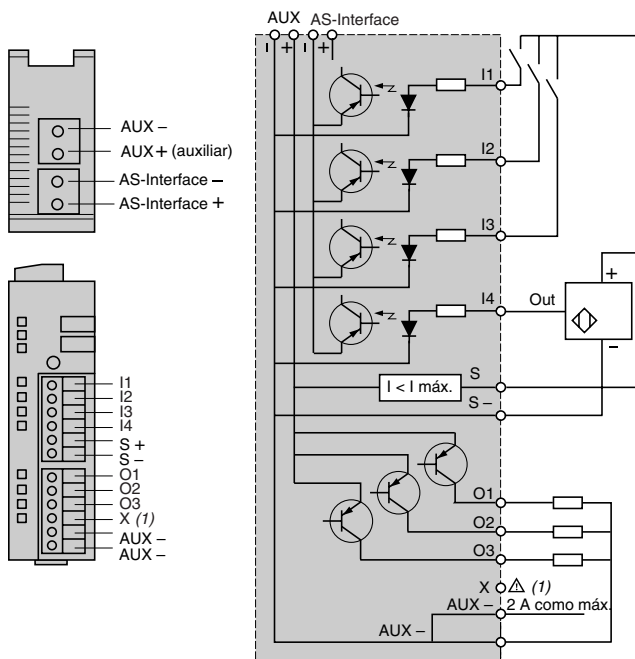 AUX –
AUX+ (auxiliar)
AS-Interface –
AS-Interface +
I1
I2
I3
I4
S +
S –
O1
O2
O3
X (1)
AUX –
AUX –
AUX AS-Interface
– + – +
I1
I2
I3
I4
Out
+
–
I < I máx.
S
S –
O1
O2
O3
X ⚠ (1)
AUX – 2 A como máx.
AUX –